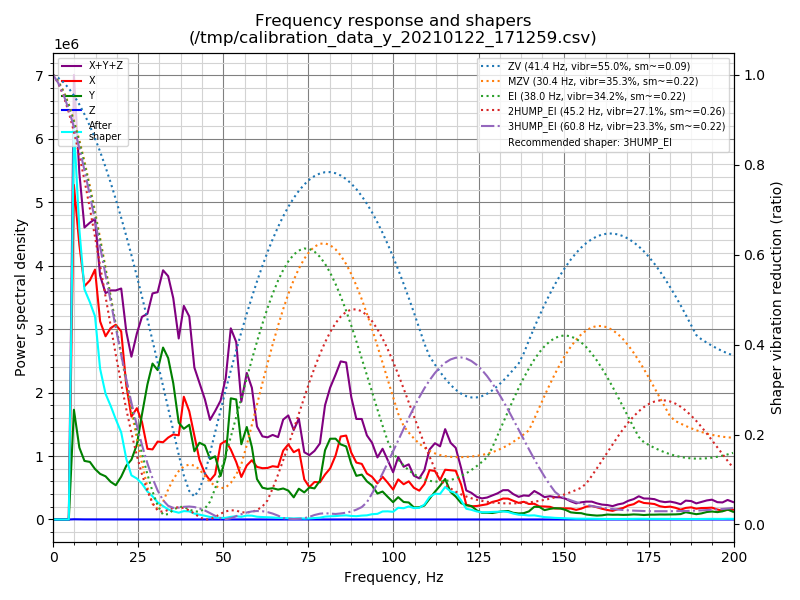 Frequency response and shapers
(/tmp/calibration_data_y_20210122_171259.csv)
1e6
X+Y+Z
X
Y
Z
After
shaper
ZV (41.4 Hz, vibr=55.0%, sm~=0.09)
MZV (30.4 Hz, vibr=35.3%, sm~=0.22)
EI (38.0 Hz, vibr=34.2%, sm~=0.22)
2HUMP_EI (45.2 Hz, vibr=27.1%, sm~=0.26)
3HUMP_EI (60.8 Hz, vibr=23.3%, sm~=0.22)
Recommended shaper: 3HUMP_EI
7
6
5
4
3
2
1
0
Power spectral density
1.0
0.8
0.6
0.4
0.2
0.0
Shaper vibration reduction (ratio)
0 25 50 75 100 125 150 175 200
Frequency, Hz